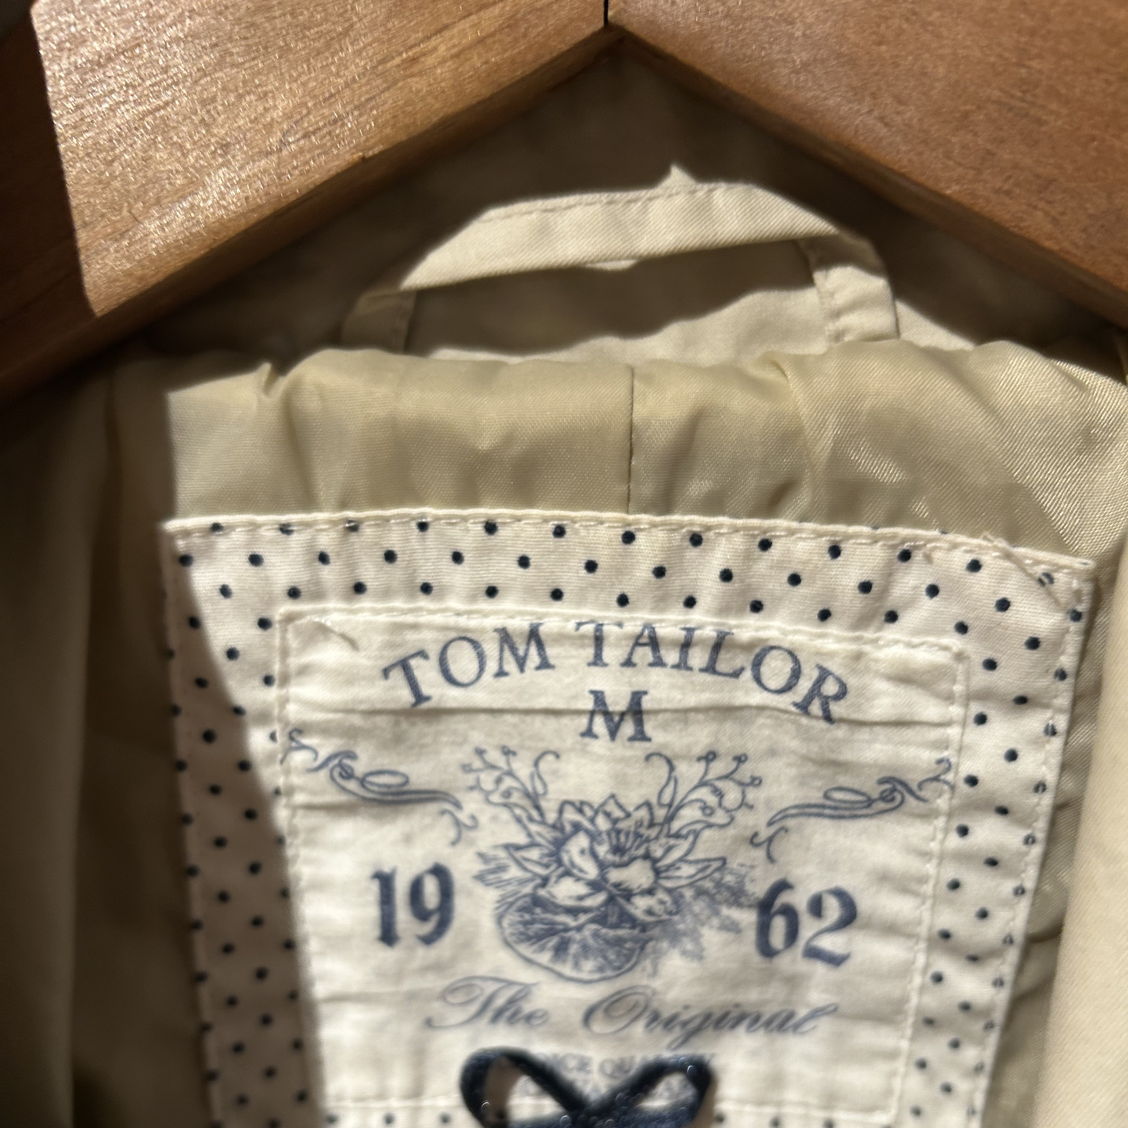 TOM TAILOR
M
19 62
The Original